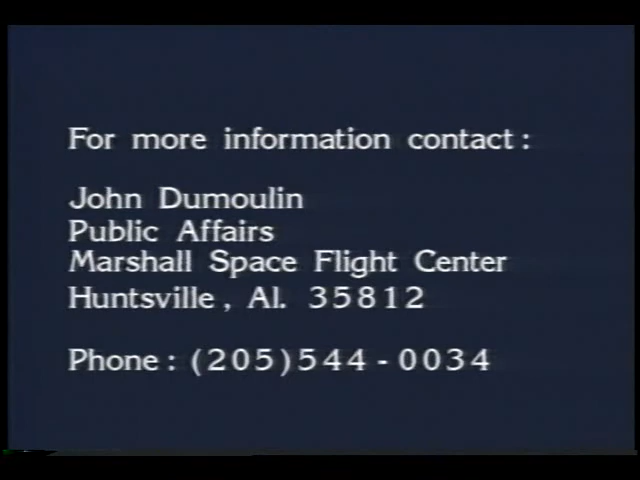 For more information contact:
John Dumoulin
Public Affairs
Marshall Space Flight Center
Huntsville, Al. 35812
Phone: (205)544-0034